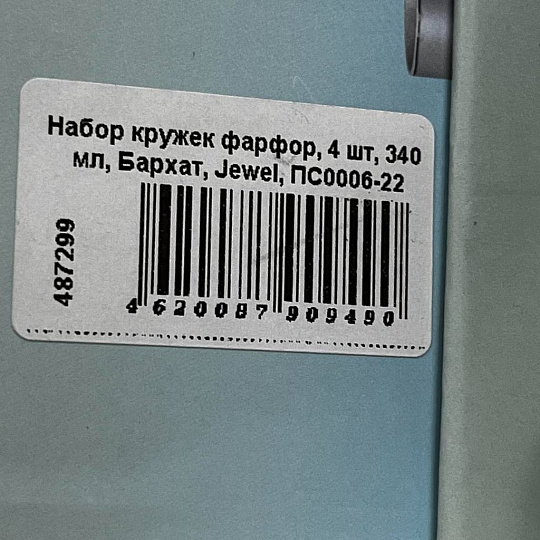 Набор кружек фарфор, 4 шт, 340
мл, Бархат, Jewel, ПС0006-22
487299
4 620087 909490